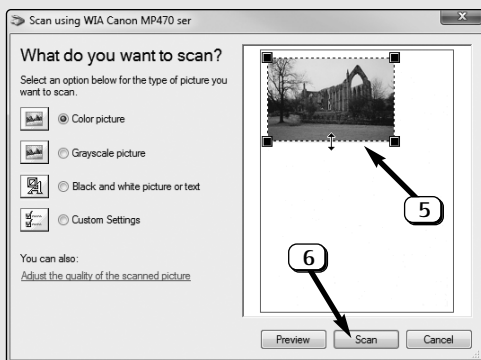 Scan using WIA Canon MP470 ser
What do you want to scan?
Select an option below for the type of picture you
want to scan.
Color picture
Grayscale picture
Black and white picture or text
Custom Settings
You can also:
Adjust the quality of the scanned picture
5
6
Preview
Scan
Cancel